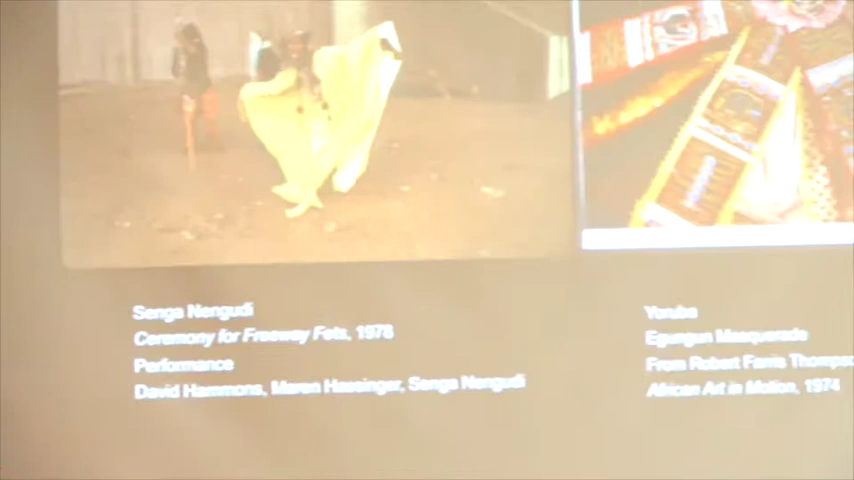 Senga Nengudi
Ceremony for Freeway Fets, 1978
Performance
David Hammons, Maren Hassinger, Senga Nengudi
Yoruba
Egungun Masquerade
From Robert Farris Thompso
African Art in Motion, 1974